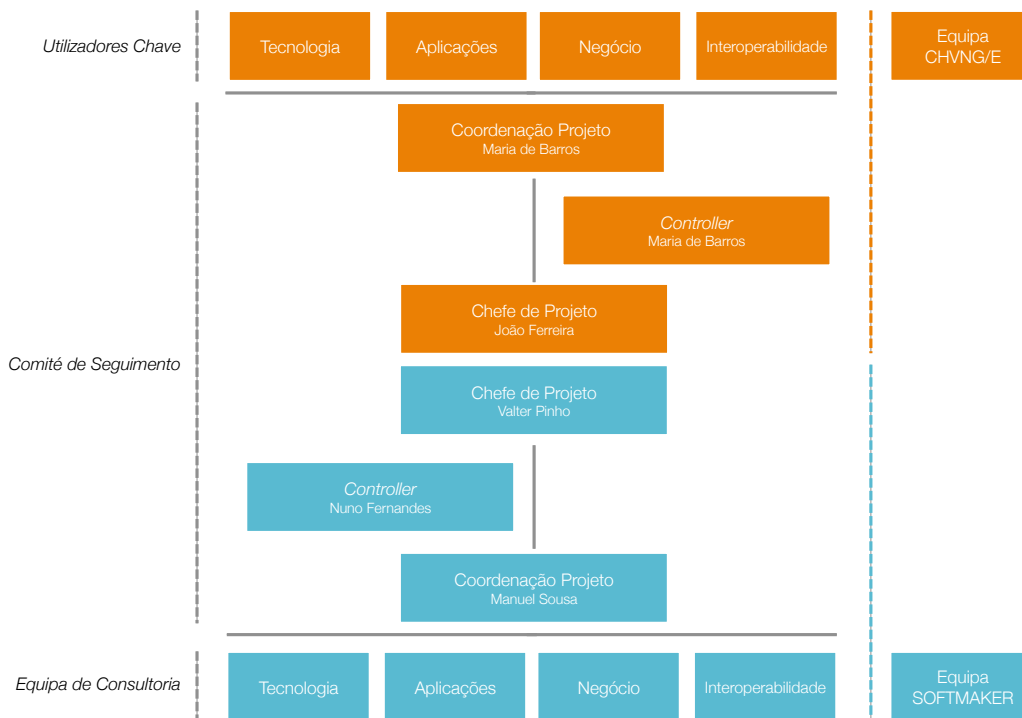 Utilizadores Chave
Tecnologia
Aplicações
Negócio
Interoperabilidade
Equipa
CHVNG/E
Coordenação Projeto
Maria de Barros
Controller
Maria de Barros
Chefe de Projeto
João Ferreira
Comité de Seguimento
Chefe de Projeto
Valter Pinho
Controller
Nuno Fernandes
Coordenação Projeto
Manuel Sousa
Equipa de Consultoria
Tecnologia
Aplicações
Negócio
Interoperabilidade
Equipa
SOFTMAKER